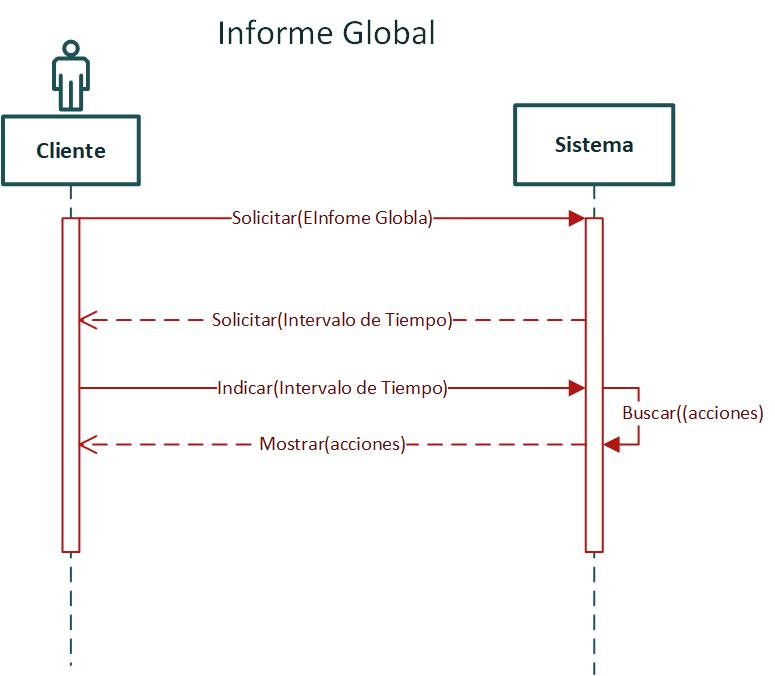 Informe Global
Cliente
Sistema
Solicitar(EInfome Globla)
Solicitar(Intervalo de Tiempo)
Indicar(Intervalo de Tiempo)
Buscar((acciones)
Mostrar(acciones)